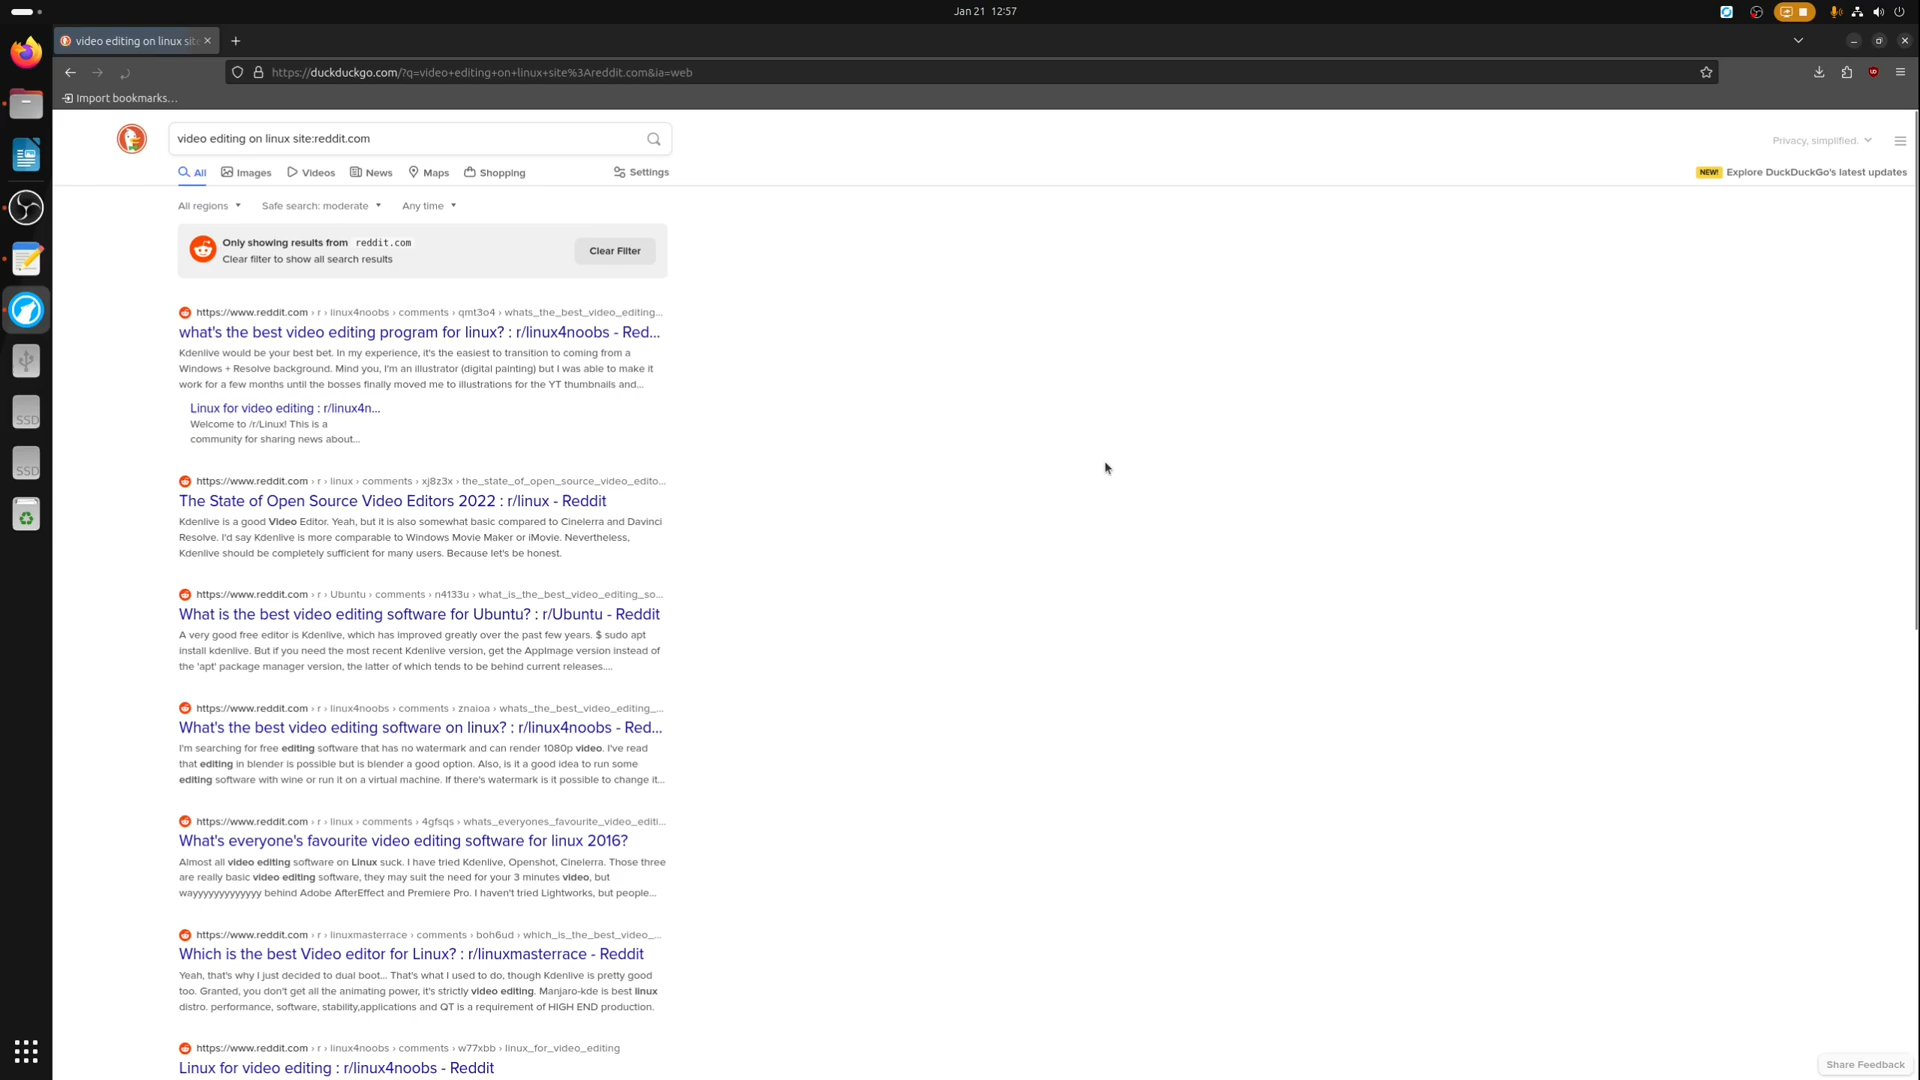 Jan 21 12:57
video editing on linux site
https://duckduckgo.com/?q=video+editing+on+linux+site%3Areddit.com&ia=web
Import bookmarks…
video editing on linux site:reddit.com
Privacy, simplified.
All Images Videos News Maps Shopping Settings
NEW! Explore DuckDuckGo's latest updates
All regions Safe search: moderate Any time
Only showing results from reddit.com
Clear filter to show all search results
Clear Filter
https://www.reddit.com › r › linux4noobs › comments › qmt3o4 › whats_the_best_video_editing...
what's the best video editing program for linux? : r/linux4noobs - Red...
Kdenlive would be your best bet. In my experience, it's the easiest to transition to coming from a
Windows + Resolve background. Mind you, I'm an illustrator (digital painting) but I was able to make it
work for a few months until the bosses finally moved me to illustrations for the YT thumbnails and...
Linux for video editing : r/linux4n...
Welcome to /r/Linux! This is a
community for sharing news about...
https://www.reddit.com › r › linux › comments › xj8z3x › the_state_of_open_source_video_edito...
The State of Open Source Video Editors 2022 : r/linux - Reddit
Kdenlive is a good Video Editor. Yeah, but it is also somewhat basic compared to Cinelerra and Davinci
Resolve. I'd say Kdenlive is more comparable to Windows Movie Maker or iMovie. Nevertheless,
Kdenlive should be completely sufficient for many users. Because let's be honest.
https://www.reddit.com › r › Ubuntu › comments › n4133u › what_is_the_best_video_editing_so...
What is the best video editing software for Ubuntu? : r/Ubuntu - Reddit
A very good free editor is Kdenlive, which has improved greatly over the past few years. $ sudo apt
install kdenlive. But if you need the most recent Kdenlive version, get the AppImage version instead of
the 'apt' package manager version, the latter of which tends to be behind current releases....
https://www.reddit.com › r › linux4noobs › comments › znaioa › whats_the_best_video_editing_...
What's the best video editing software on linux? : r/linux4noobs - Red...
I'm searching for free editing software that has no watermark and can render 1080p video. I've read
that editing in blender is possible but is blender a good option. Also, is it a good idea to run some
editing software with wine or run it on a virtual machine. If there's watermark is it possible to change it...
https://www.reddit.com › r › linux › comments › 4gfsqs › whats_everyones_favourite_video_editi...
What's everyone's favourite video editing software for linux 2016?
Almost all video editing software on Linux suck. I have tried Kdenlive, Openshot, Cinelerra. Those three
are really basic video editing software, they may suit the need for your 3 minutes video, but
wayyyyyyyyyyyy behind Adobe AfterEffect and Premiere Pro. I haven't tried Lightworks, but people...
https://www.reddit.com › r › linuxmasterrace › comments › boh6ud › which_is_the_best_video_...
Which is the best Video editor for Linux? : r/linuxmasterrace - Reddit
Yeah, that's why I just decided to dual boot... That's what I used to do, though Kdenlive is pretty good
too. Granted, you don't get all the animating power, it's strictly video editing. Manjaro-kde is best linux
distro. performance, software, stability,applications and QT is a requirement of HIGH END production.
https://www.reddit.com › r › linux4noobs › comments › w77xbb › linux_for_video_editing
Linux for video editing : r/linux4noobs - Reddit
SSD
SSD
Share Feedback